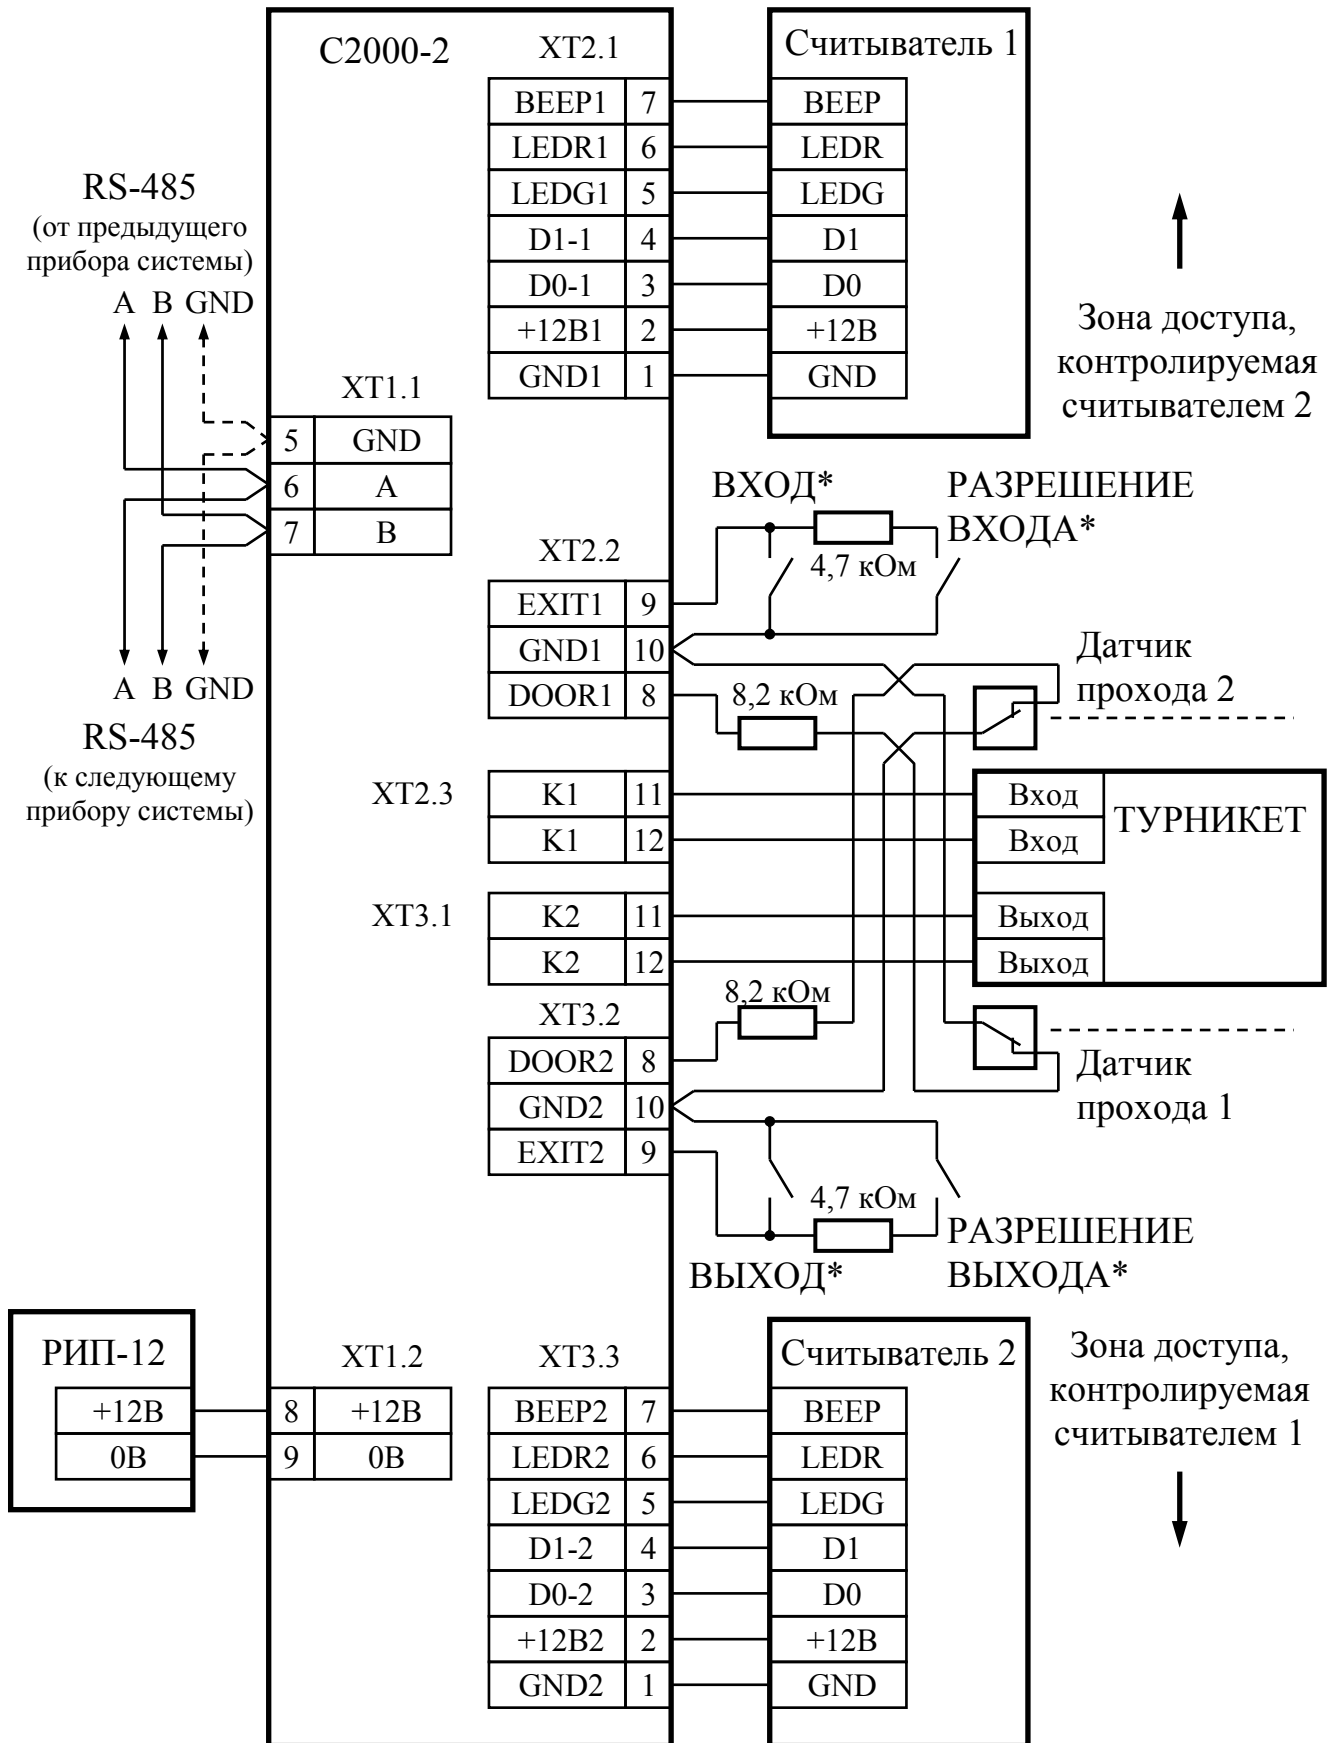 С2000-2
XT2.1
BEEP1 7
LEDR1 6
LEDG1 5
D1-1 4
D0-1 3
+12В1 2
GND1 1
Считыватель 1
BEEP
LEDR
LEDG
D1
D0
+12В
GND
RS-485
(от предыдущего
прибора системы)
A B GND
XT1.1
5 GND
6 A
7 B
A B GND
RS-485
(к следующему
прибору системы)
Зона доступа,
контролируемая
считывателем 2
ВХОД*
РАЗРЕШЕНИЕ
ВХОДА*
4,7 кОм
XT2.2
EXIT1 9
GND1 10
DOOR1 8
8,2 кОм
Датчик
прохода 2
XT2.3
K1 11
K1 12
Вход
Вход
ТУРНИКЕТ
XT3.1
K2 11
K2 12
Выход
Выход
8,2 кОм
XT3.2
DOOR2 8
GND2 10
EXIT2 9
Датчик
прохода 1
4,7 кОм
ВЫХОД*
РАЗРЕШЕНИЕ
ВЫХОДА*
РИП-12
+12В
0В
XT1.2
8 +12В
9 0В
XT3.3
BEEP2 7
LEDR2 6
LEDG2 5
D1-2 4
D0-2 3
+12В2 2
GND2 1
Считыватель 2
BEEP
LEDR
LEDG
D1
D0
+12В
GND
Зона доступа,
контролируемая
считывателем 1